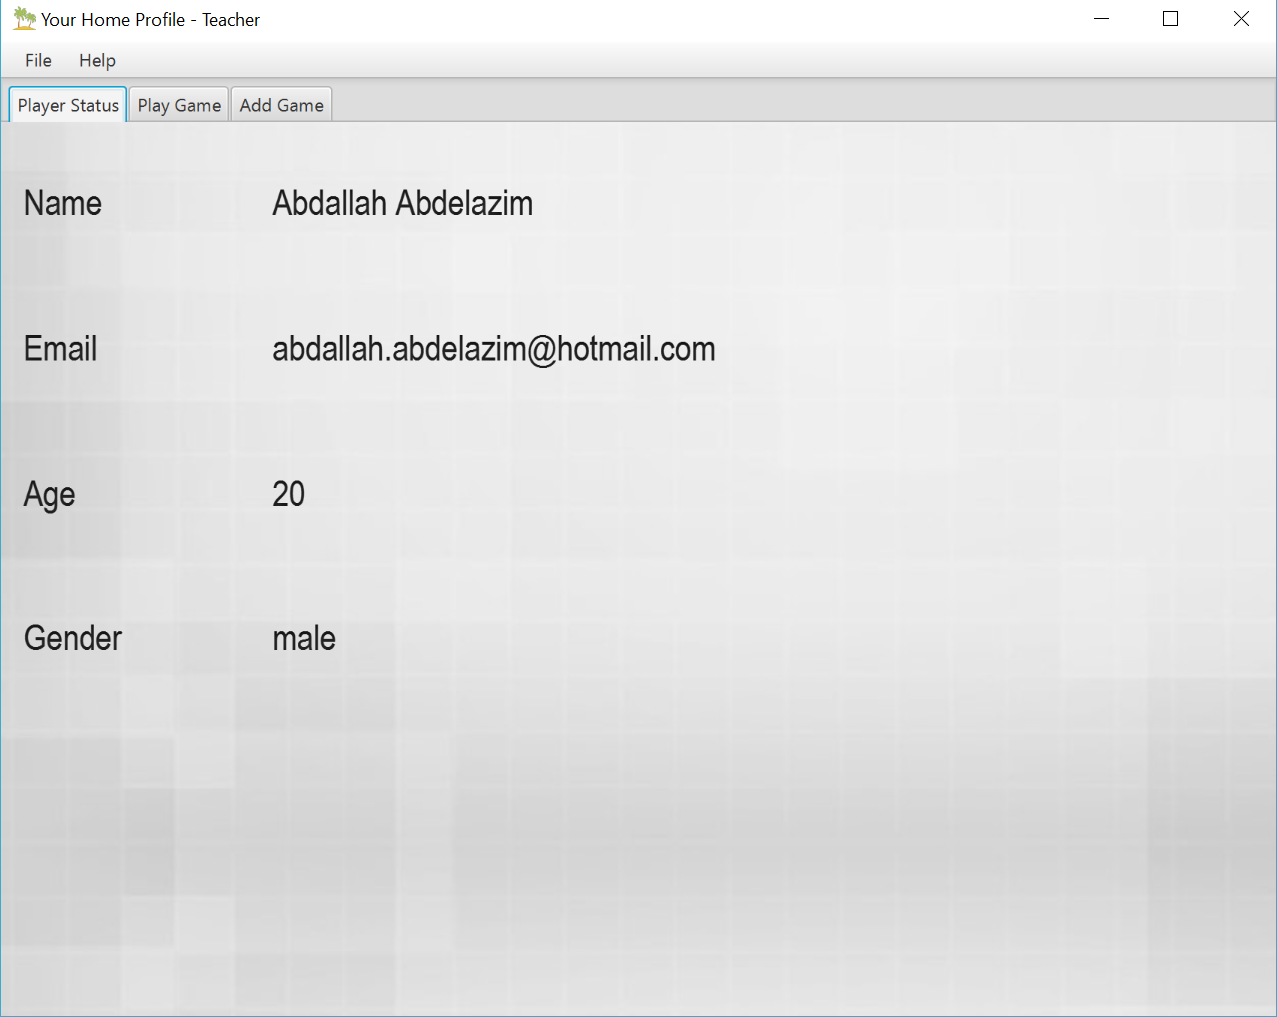 Your Home Profile - Teacher
File Help
Player Status Play Game Add Game
Name Abdallah Abdelazim
Email abdallah.abdelazim@hotmail.com
Age 20
Gender male